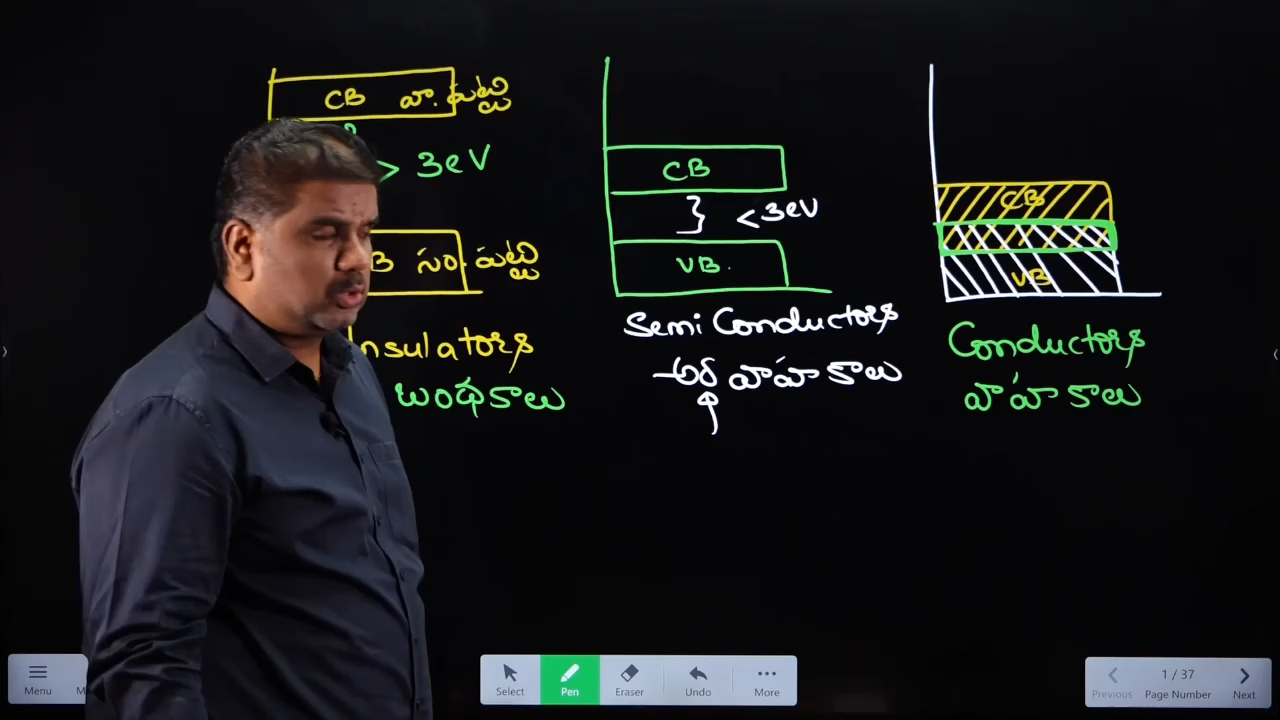 CB వా. పట్టీ
> 3eV
B సం. పట్టీ
Insulators
బంధకాలు
CB
} <3eV
VB.
Semi Conductors
అర్ధ వాహకాలు
CB
VB
Conductors
వాహకాలు
Menu
Select
Pen
Eraser
Undo
More
1 / 37
Previous
Page Number
Next